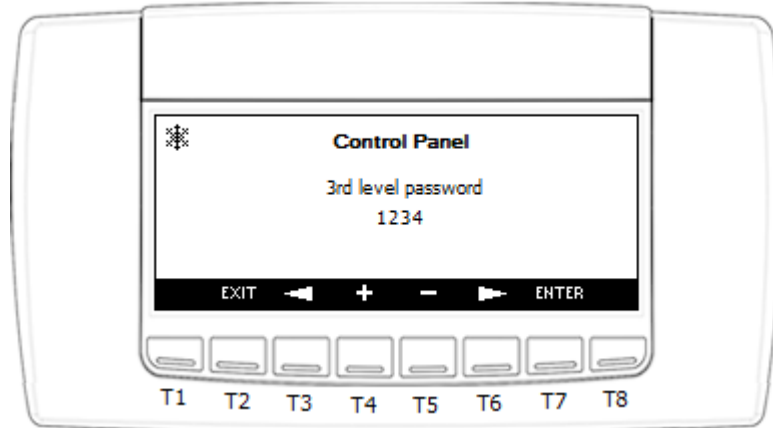 Control Panel
3rd level password
1234
EXIT + − ENTER
T1 T2 T3 T4 T5 T6 T7 T8